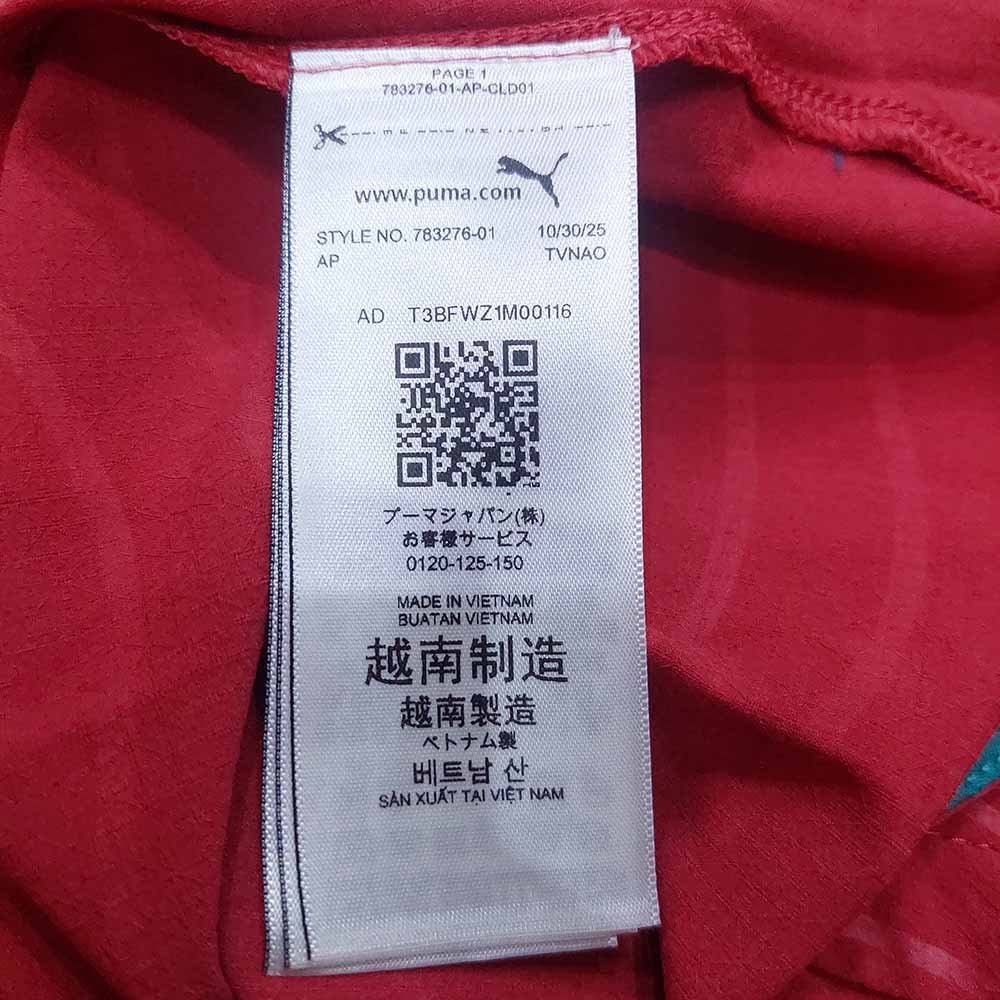 PAGE 1
783276-01-AP-CLD01
www.puma.com
STYLE NO. 783276-01 10/30/25
AP TVNAO
AD T3BFWZ1M00116
プーマジャパン(株)
お客様サービス
0120-125-150
MADE IN VIETNAM
BUATAN VIETNAM
越南制造
越南製造
ベトナム製
베트남 산
SẢN XUẤT TẠI VIỆT NAM